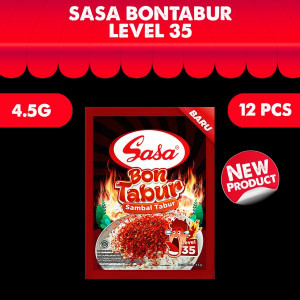 SASA BONTABUR
LEVEL 35
4.5G
12 PCS
BARU
Sasa
Bon
Tabur
Sambal Tabur
level
35
NEW
PRODUCT